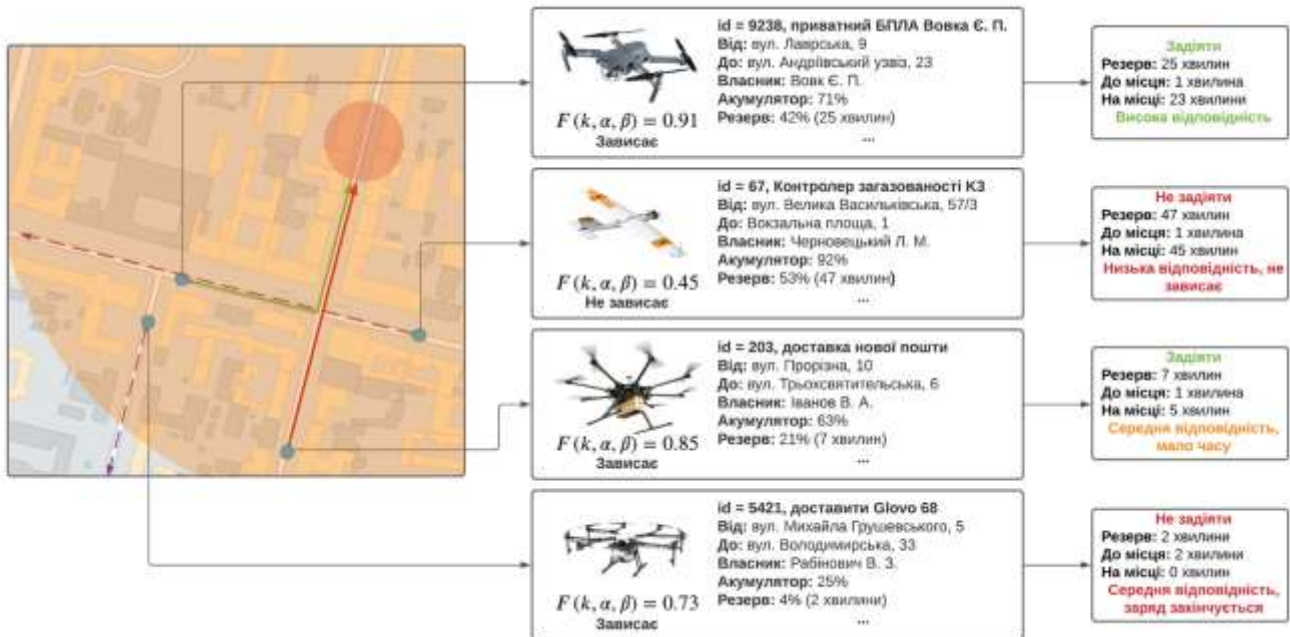 id = 9238, приватний БПЛА Вовка Є. П.
Від: вул. Лаврська, 9
До: вул. Андріївський узвіз, 23
Власник: Вовк Є. П.
Акумулятор: 71%
Резерв: 42% (25 хвилин)
...
F (k, α, β) = 0.91
Зависає
Задіяти
Резерв: 25 хвилин
До місця: 1 хвилина
На місці: 23 хвилини
Висока відповідність
id = 67, Контролер загазованості К3
Від: вул. Велика Васильківська, 57/3
До: Вокзальна площа, 1
Власник: Черновецький Л. М.
Акумулятор: 92%
Резерв: 53% (47 хвилин)
...
F (k, α, β) = 0.45
Не зависає
Не задіяти
Резерв: 47 хвилин
До місця: 1 хвилина
На місці: 45 хвилин
Низька відповідність, не
зависає
id = 203, доставка нової пошти
Від: вул. Прорізна, 10
До: вул. Трьохсвятительська, 6
Власник: Іванов В. А.
Акумулятор: 63%
Резерв: 21% (7 хвилин)
...
F (k, α, β) = 0.85
Зависає
Задіяти
Резерв: 7 хвилин
До місця: 1 хвилина
На місці: 5 хвилин
Середня відповідність,
мало часу
id = 5421, доставити Glovo 68
Від: вул. Михайла Грушевського, 5
До: вул. Володимирська, 33
Власник: Рабінович В. З.
Акумулятор: 25%
Резерв: 4% (2 хвилини)
...
F (k, α, β) = 0.73
Зависає
Не задіяти
Резерв: 2 хвилини
До місця: 2 хвилини
На місці: 0 хвилин
Середня відповідність,
заряд закінчується